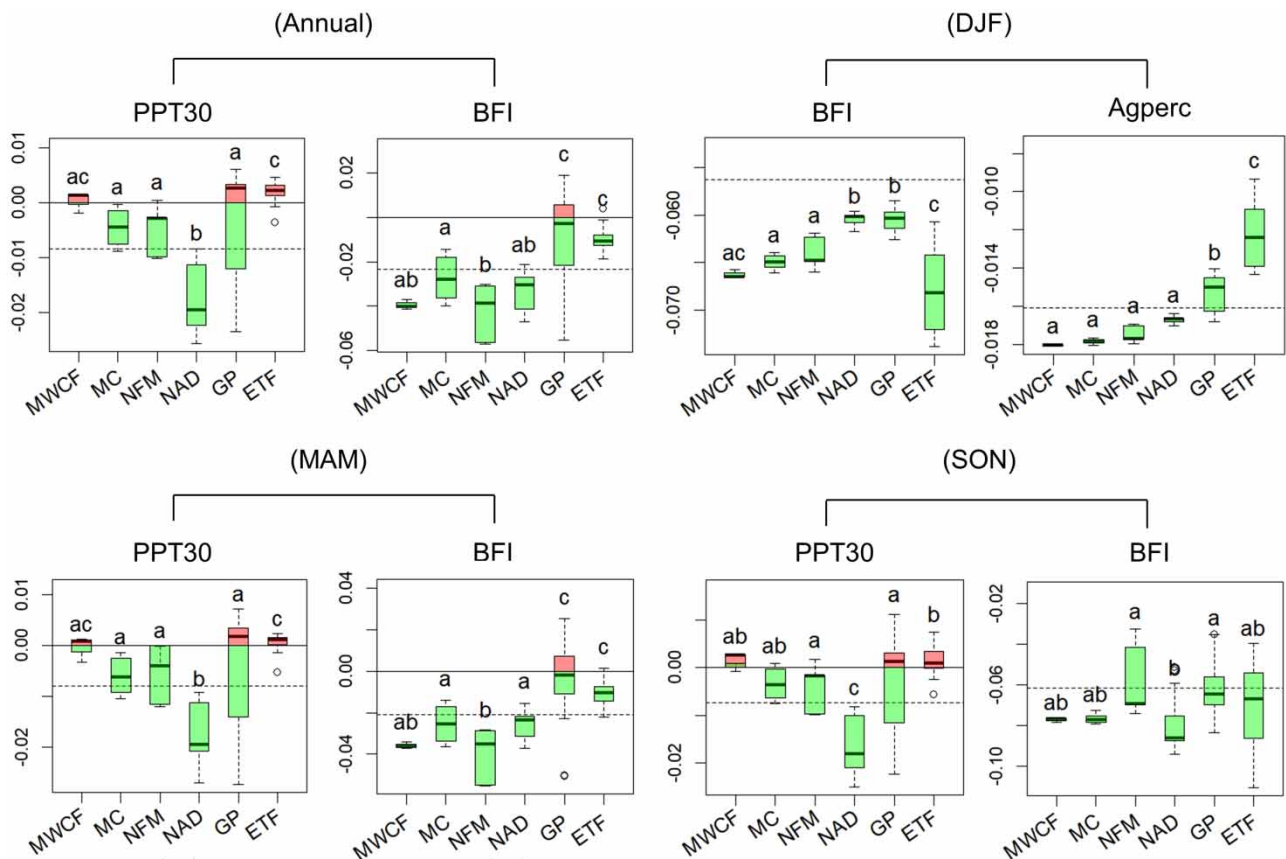 (Annual)
(DJF)
PPT30
BFI
BFI
Agperc
0.01
0.00
-0.01
-0.02
ac
a
a
b
a
c
MWCF
MC
NFM
NAD
GP
ETF
0.02
-0.02
-0.06
ab
a
b
ab
c
c
MWCF
MC
NFM
NAD
GP
ETF
-0.060
-0.070
ac
a
a
b
b
c
MWCF
MC
NFM
NAD
GP
ETF
-0.010
-0.014
-0.018
a
a
a
a
b
c
MWCF
MC
NFM
NAD
GP
ETF
(MAM)
(SON)
PPT30
BFI
PPT30
BFI
0.01
0.00
-0.02
ac
a
a
b
a
c
MWCF
MC
NFM
NAD
GP
ETF
0.04
0.00
-0.04
ab
a
b
a
c
c
MWCF
MC
NFM
NAD
GP
ETF
0.00
-0.02
ab
ab
a
c
a
b
MWCF
MC
NFM
NAD
GP
ETF
-0.02
-0.06
-0.10
ab
ab
a
b
a
ab
MWCF
MC
NFM
NAD
GP
ETF